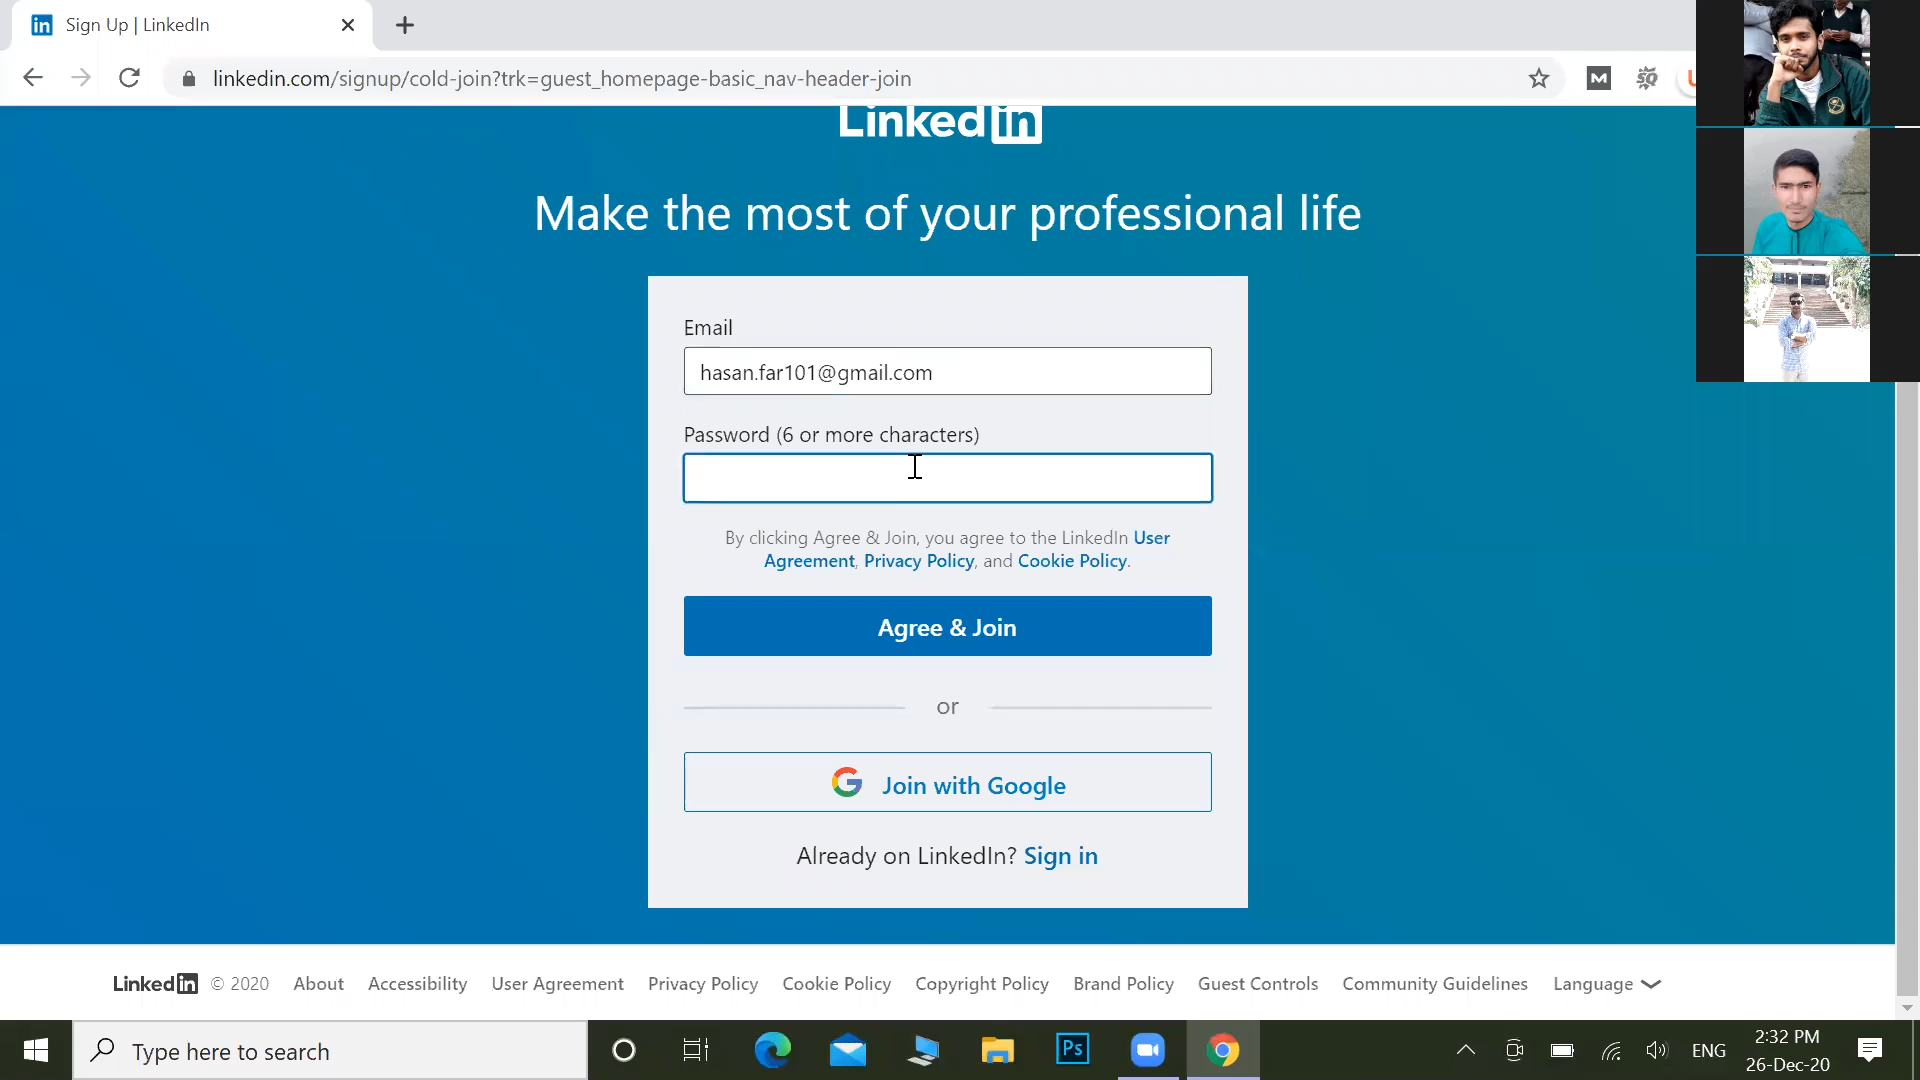 Sign Up | LinkedIn
linkedin.com/signup/cold-join?trk=guest_homepage-basic_nav-header-join
Linked in
Make the most of your professional life
Email
hasan.far101@gmail.com
Password (6 or more characters)
By clicking Agree & Join, you agree to the LinkedIn User
Agreement, Privacy Policy, and Cookie Policy.
Agree & Join
or
Join with Google
Already on LinkedIn? Sign in
Linked in © 2020 About Accessibility User Agreement Privacy Policy Cookie Policy Copyright Policy Brand Policy Guest Controls Community Guidelines Language
Type here to search
Ps
ENG
2:32 PM
26-Dec-20